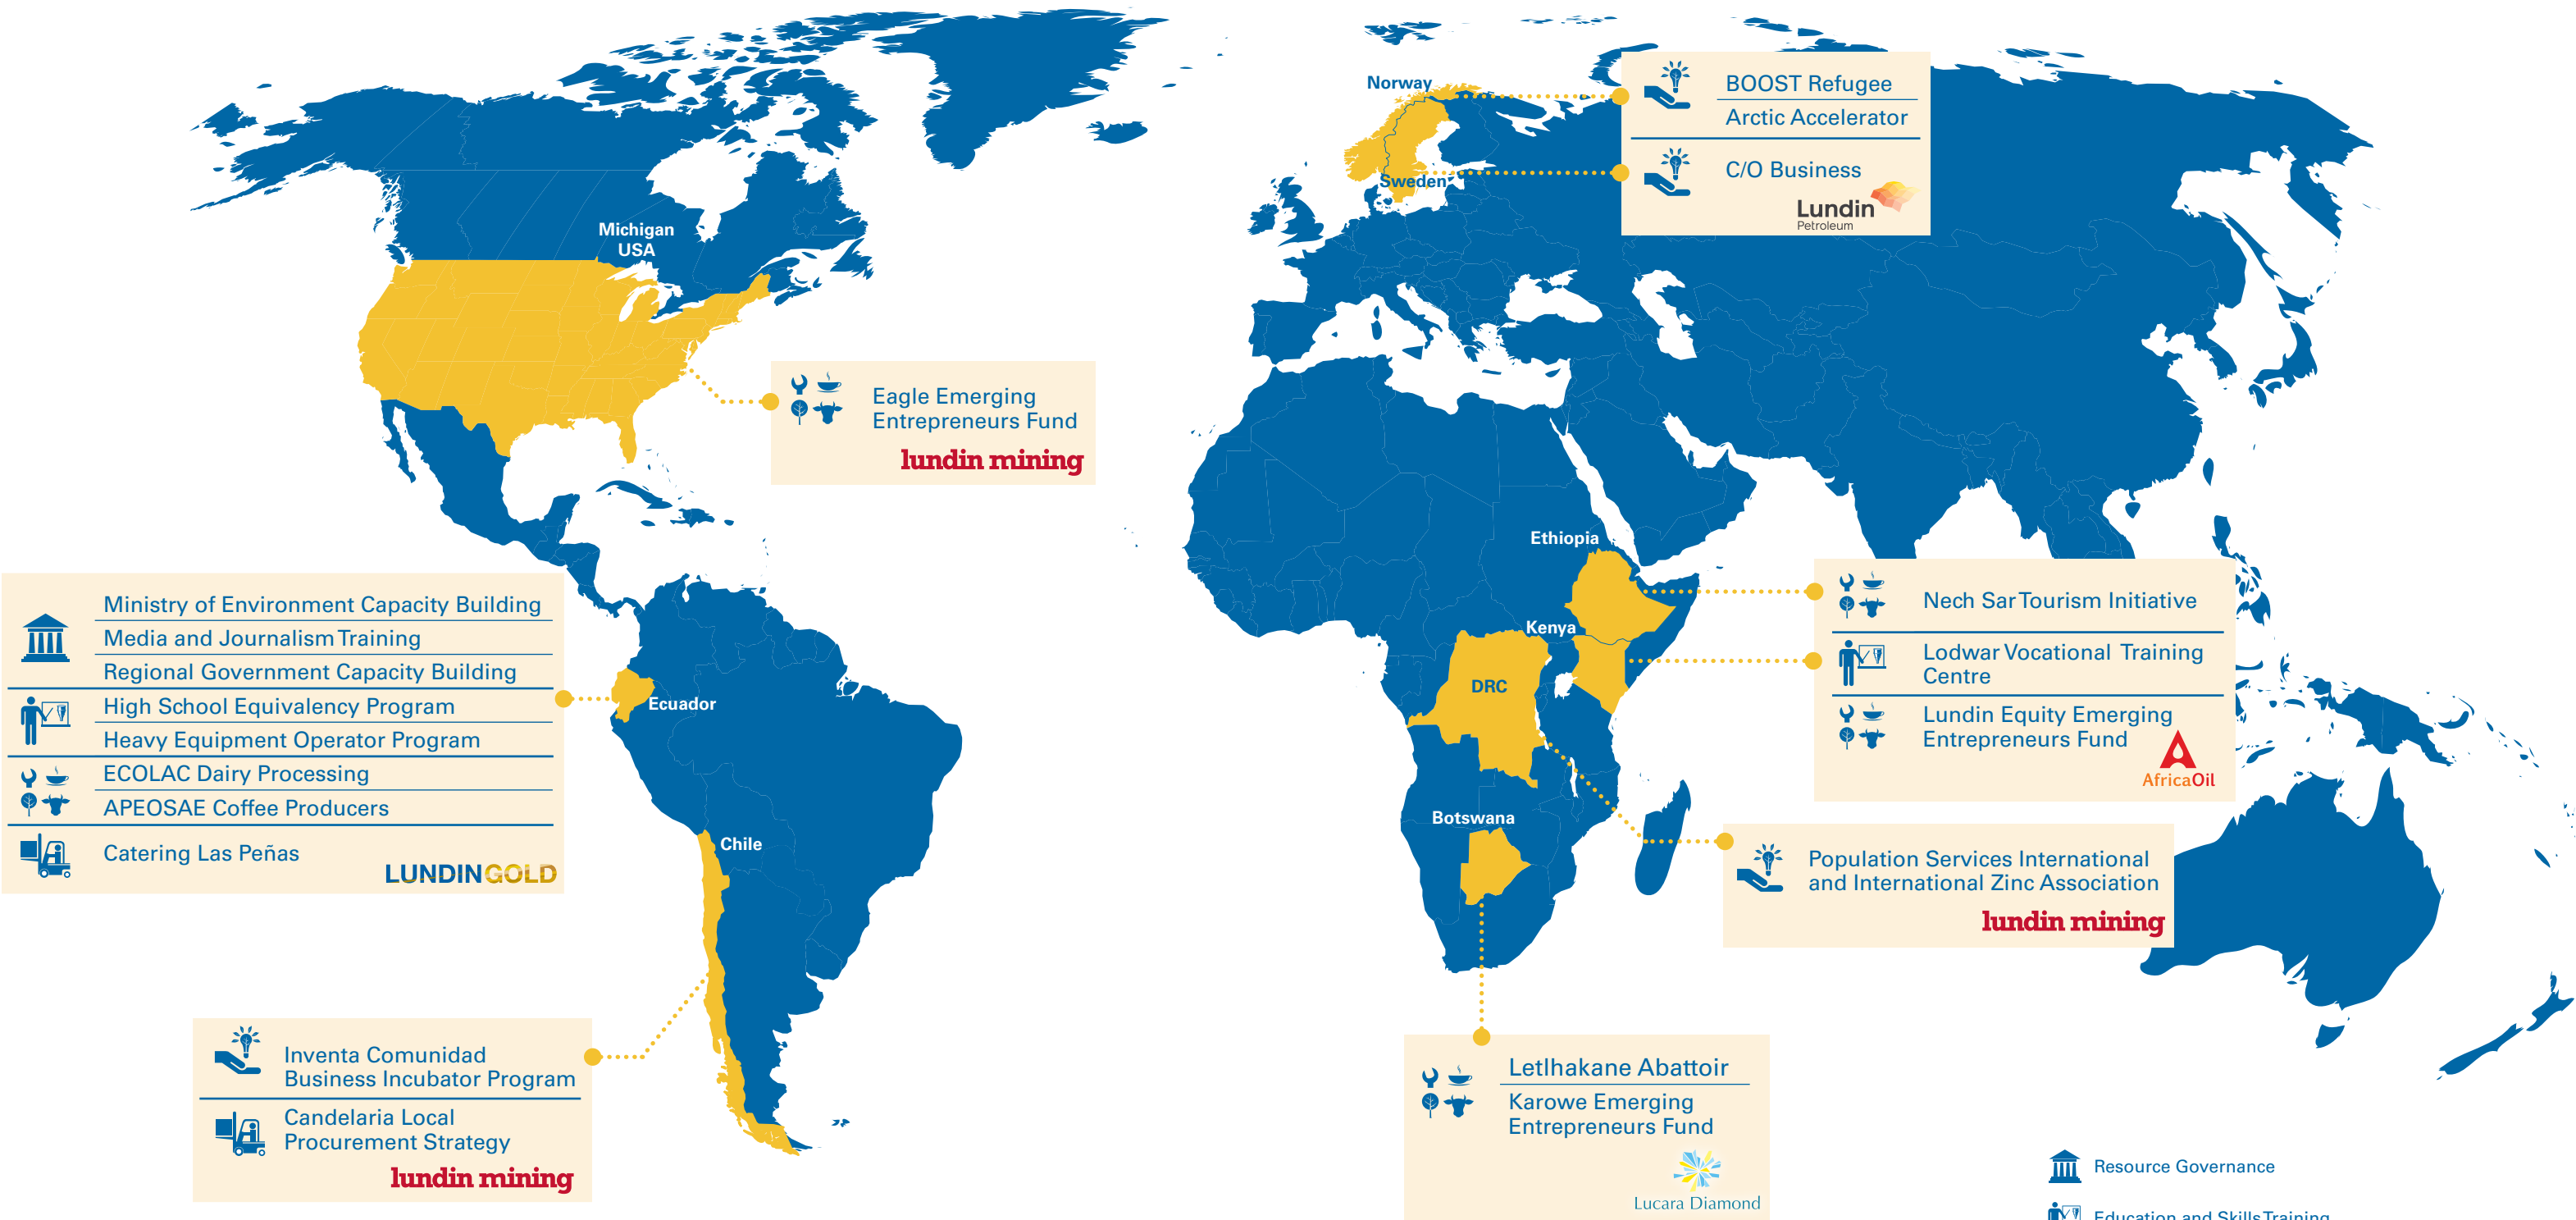 Norway
Sweden
BOOST Refugee
Arctic Accelerator
C/O Business
Lundin
Petroleum
Michigan
USA
Eagle Emerging
Entrepreneurs Fund
lundin mining
Ministry of Environment Capacity Building
Media and Journalism Training
Regional Government Capacity Building
High School Equivalency Program
Heavy Equipment Operator Program
ECOLAC Dairy Processing
APEOSAE Coffee Producers
Catering Las Peñas
LUNDINGOLD
Ecuador
Chile
Inventa Comunidad
Business Incubator Program
Candelaria Local
Procurement Strategy
lundin mining
Ethiopia
Kenya
DRC
Botswana
Nech Sar Tourism Initiative
Lodwar Vocational Training
Centre
Lundin Equity Emerging
Entrepreneurs Fund
AfricaOil
Population Services International
and International Zinc Association
lundin mining
Letlhakane Abattoir
Karowe Emerging
Entrepreneurs Fund
Lucara Diamond
Resource Governance
Education and Skills Training